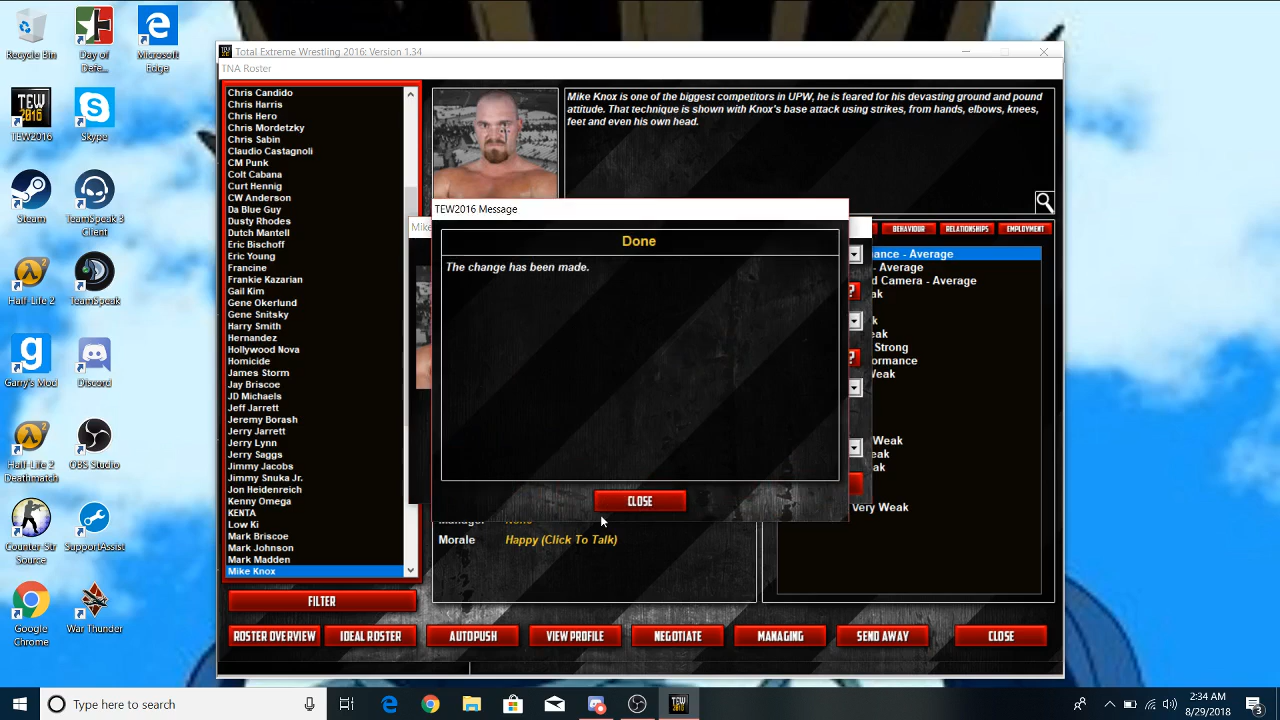 Recycle Bin
Day of Defe...
Microsoft Edge
TEW2016
Skype
Steam
TeamSpeak 3 Client
Half-Life 2
TeamSpeak
Garry's Mod
Discord
Half-Life 2 Deathmatch
OBS Studio
Counter-Str Source
SupportAssist
Google Chrome
War Thunder
Total Extreme Wrestling 2016: Version 1.34
TNA Roster
Chris Candido
Chris Harris
Chris Hero
Chris Mordetzky
Chris Sabin
Claudio Castagnoli
CM Punk
Colt Cabana
Curt Hennig
CW Anderson
Da Blue Guy
Dusty Rhodes
Dutch Mantell
Eric Bischoff
Eric Young
Francine
Frankie Kazarian
Gail Kim
Gene Okerlund
Gene Snitsky
Harry Smith
Hernandez
Hollywood Nova
Homicide
James Storm
Jay Briscoe
JD Michaels
Jeff Jarrett
Jeremy Borash
Jerry Jarrett
Jerry Lynn
Jerry Saggs
Jimmy Jacobs
Jimmy Snuka Jr.
Jon Heidenreich
Kenny Omega
KENTA
Low Ki
Mark Briscoe
Mark Johnson
Mark Madden
Mike Knox
FILTER
Mike Knox is one of the biggest competitors in UPW, he is feared for his devasting ground and pound
attitude. That technique is shown with Knox's base attack using strikes, from hands, elbows, knees,
feet and even his own head.
BEHAVIOUR
RELATIONSHIPS
EMPLOYMENT
Mike
TEW2016 Message
Done
The change has been made.
CLOSE
ance - Average
- Average
d Camera - Average
ak
k
eak
Strong
formance
Weak
Weak
eak
ak
Very Weak
?
?
Manager None
Morale Happy (Click To Talk)
ROSTER OVERVIEW
IDEAL ROSTER
AUTOPUSH
VIEW PROFILE
NEGOTIATE
MANAGING
SEND AWAY
CLOSE
Type here to search
2:34 AM
8/29/2018
3